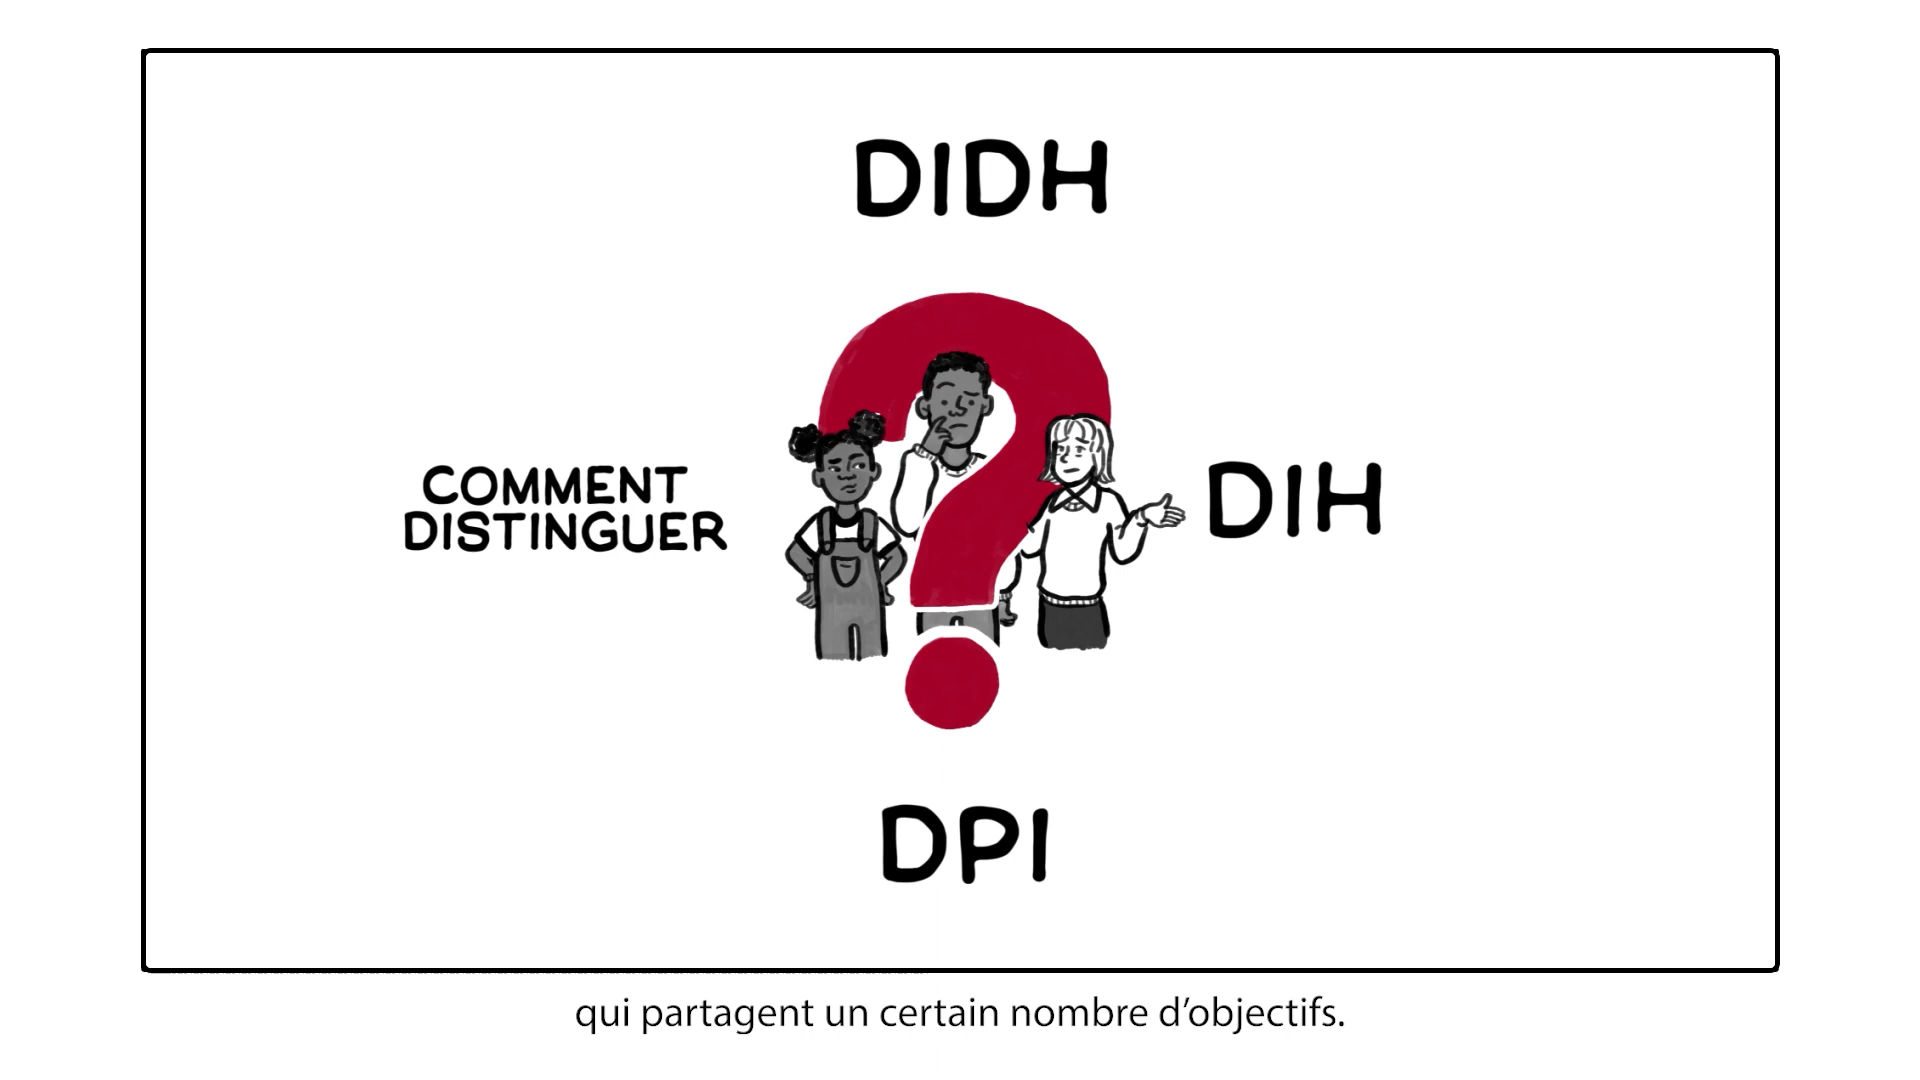 DIDH
COMMENT
DISTINGUER
DIH
DPI
qui partagent un certain nombre d’objectifs.